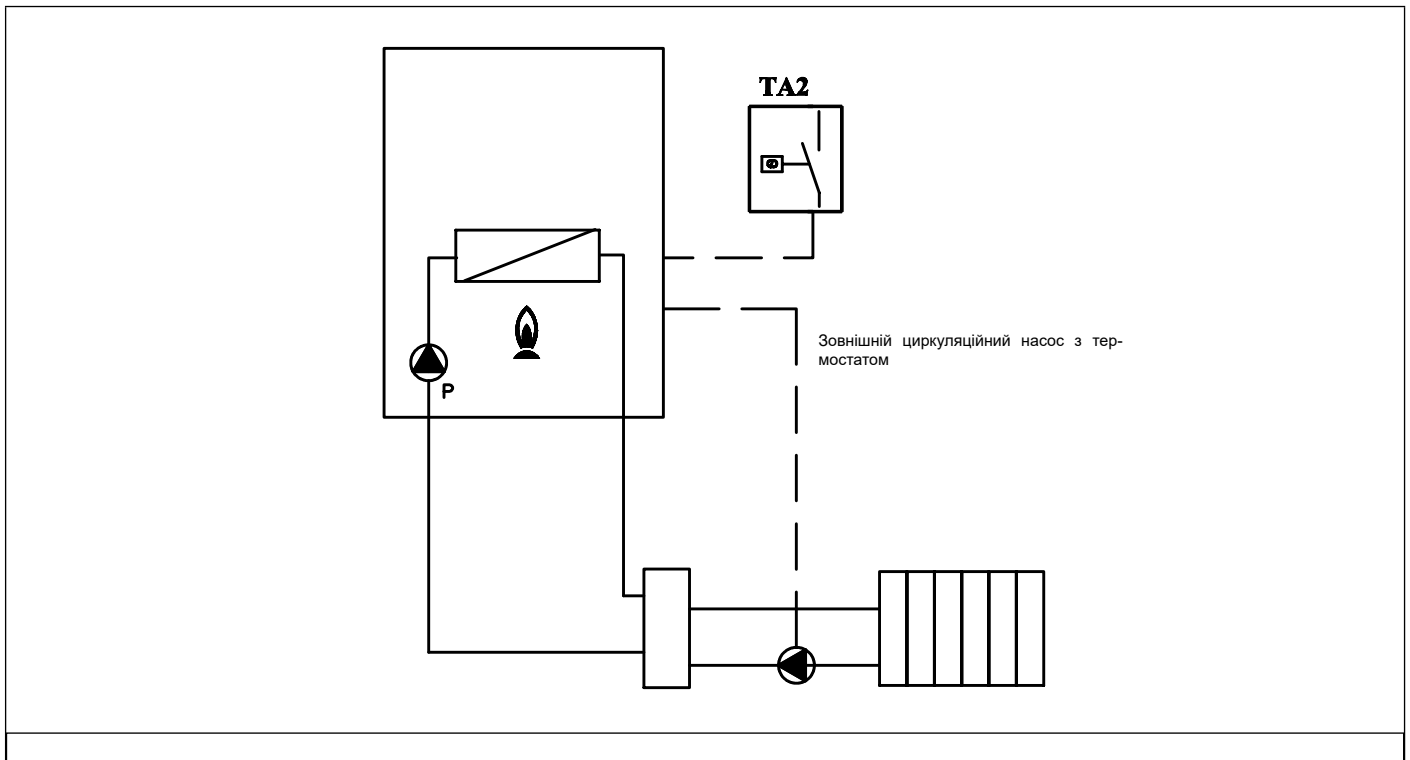 TA2
Зовнішній циркуляційний насос з тер-
мостатом
P